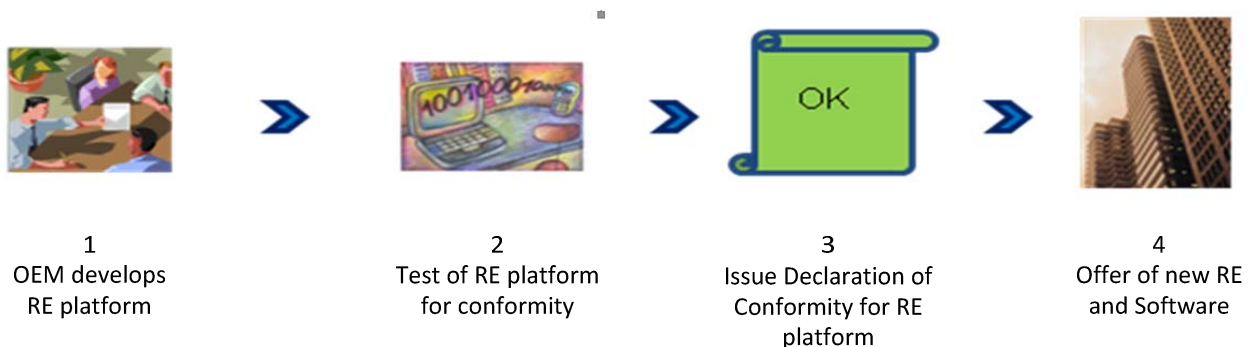 10010001000
OK
1
OEM develops
RE platform
2
Test of RE platform
for conformity
3
Issue Declaration of
Conformity for RE
platform
4
Offer of new RE
and Software